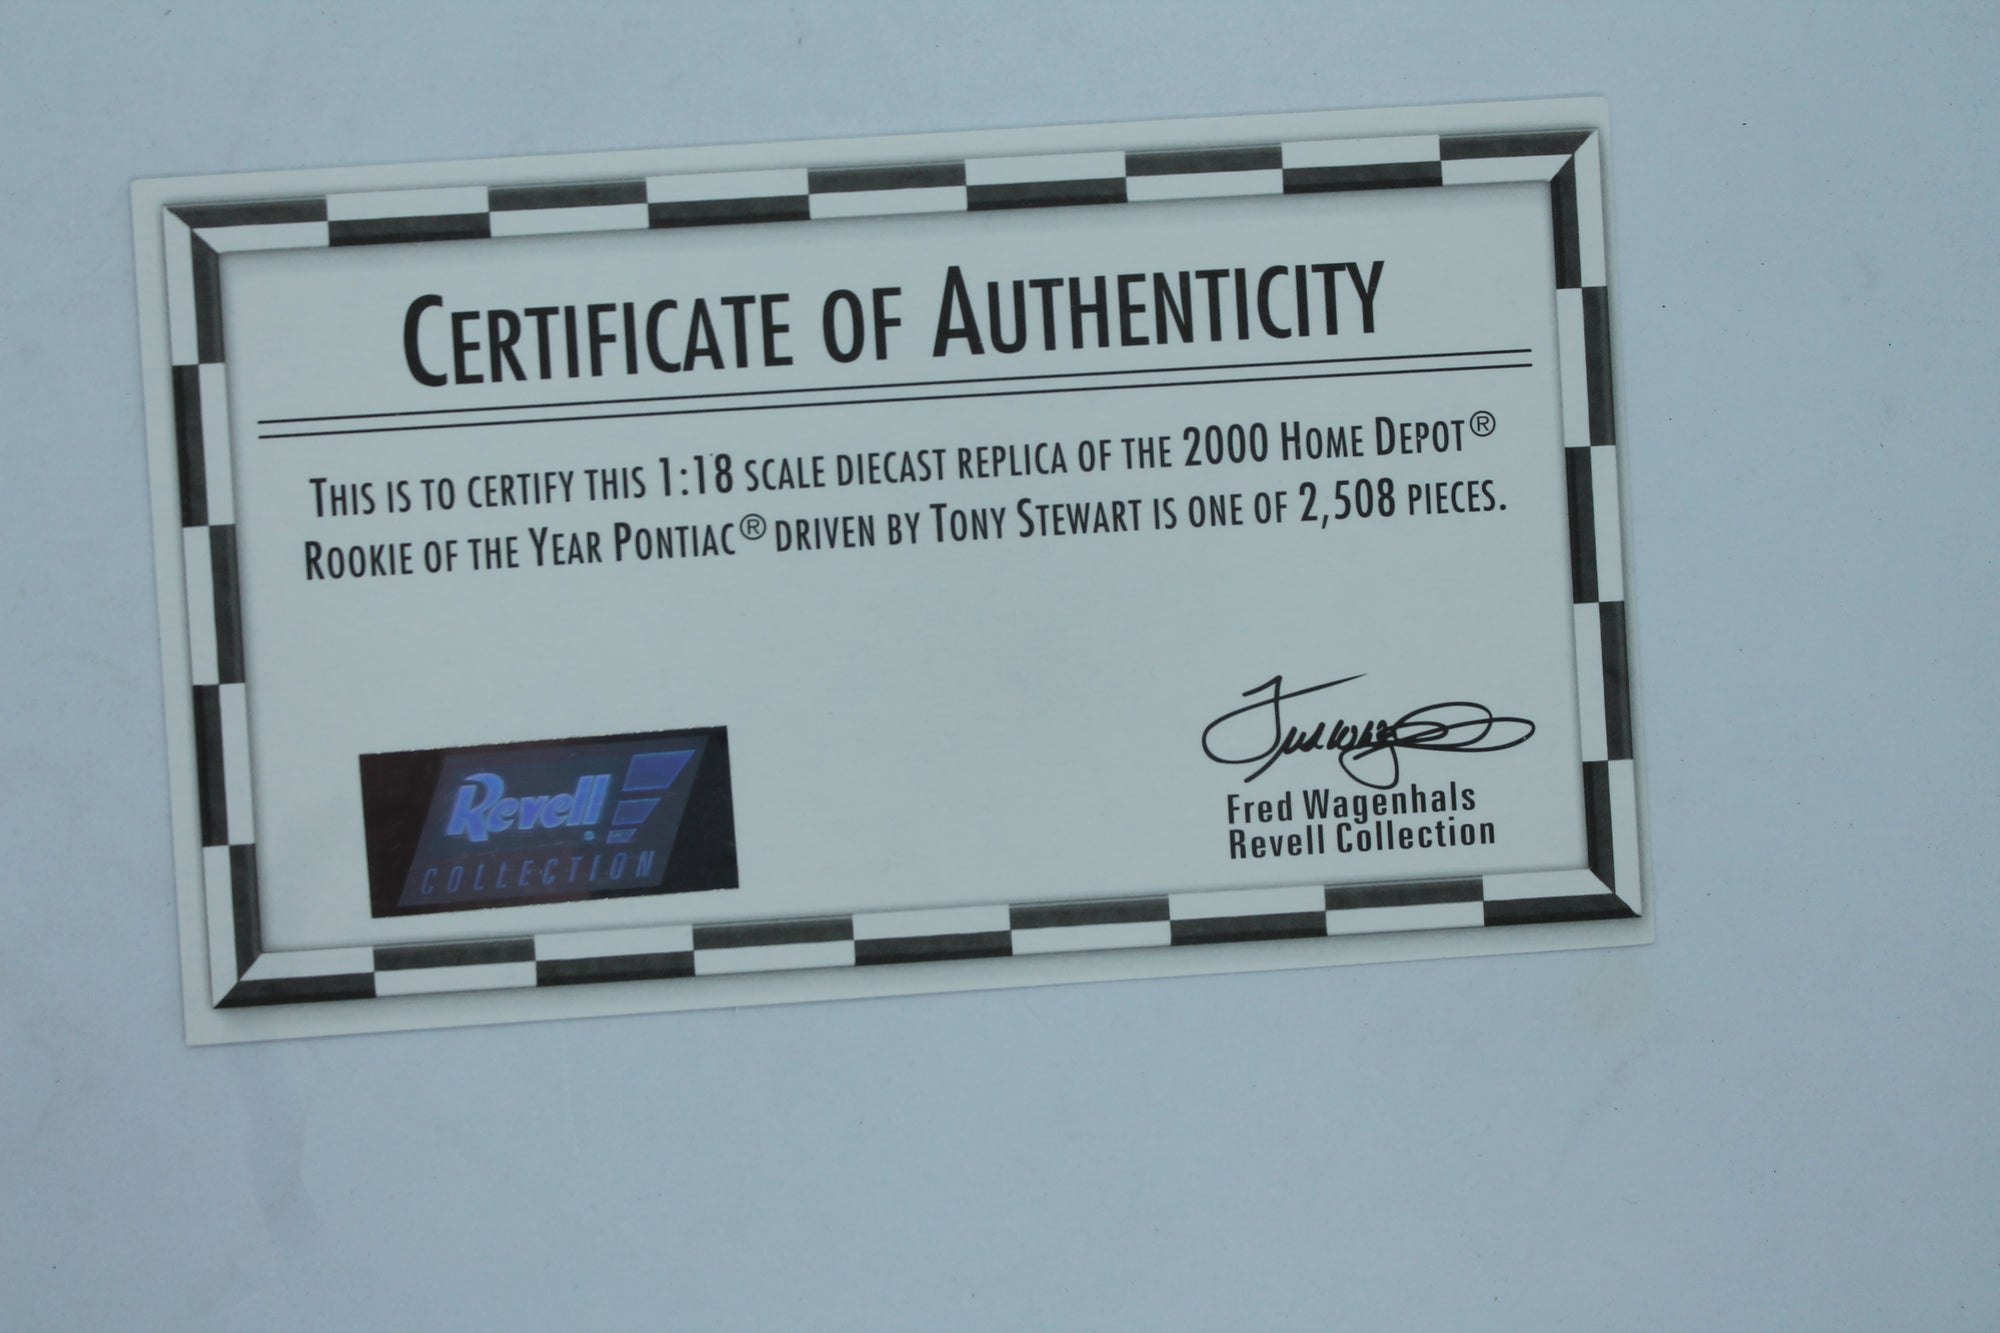 CERTIFICATE OF AUTHENTICITY
THIS IS TO CERTIFY THIS 1:18 SCALE DIECAST REPLICA OF THE 2000 HOME DEPOT®
ROOKIE OF THE YEAR PONTIAC® DRIVEN BY TONY STEWART IS ONE OF 2,508 PIECES.
Revell
COLLECTION
Fred Wagenhals
Revell Collection